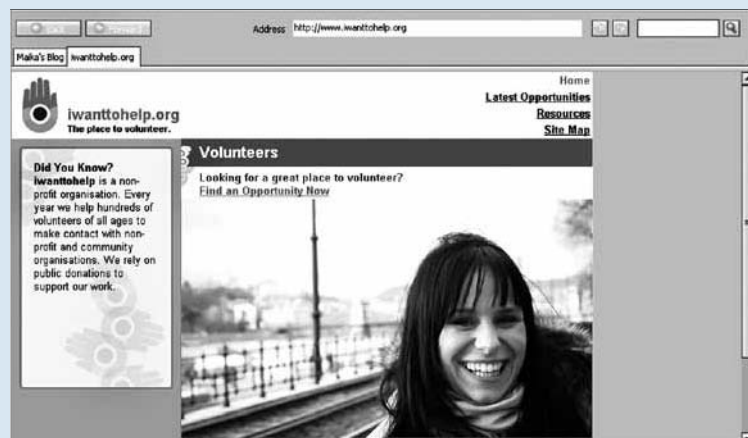 Back Forward Address http://www.iwanttohelp.org
Maika's Blog iwanttohelp.org
iwanttohelp.org
The place to volunteer.
Home
Latest Opportunities
Resources
Site Map
Did You Know?
iwanttohelp is a non-
profit organisation. Every
year we help hundreds of
volunteers of all ages to
make contact with non-
profit and community
organisations. We rely on
public donations to
support our work.
Volunteers
Looking for a great place to volunteer?
Find an Opportunity Now